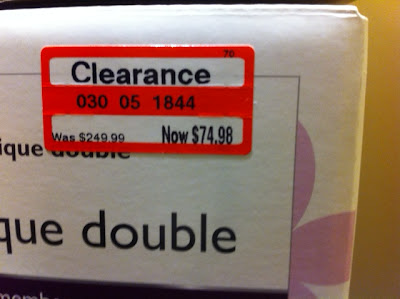 70
Clearance
030 05 1844
Was $249.99 Now $74.98
ique double
que double